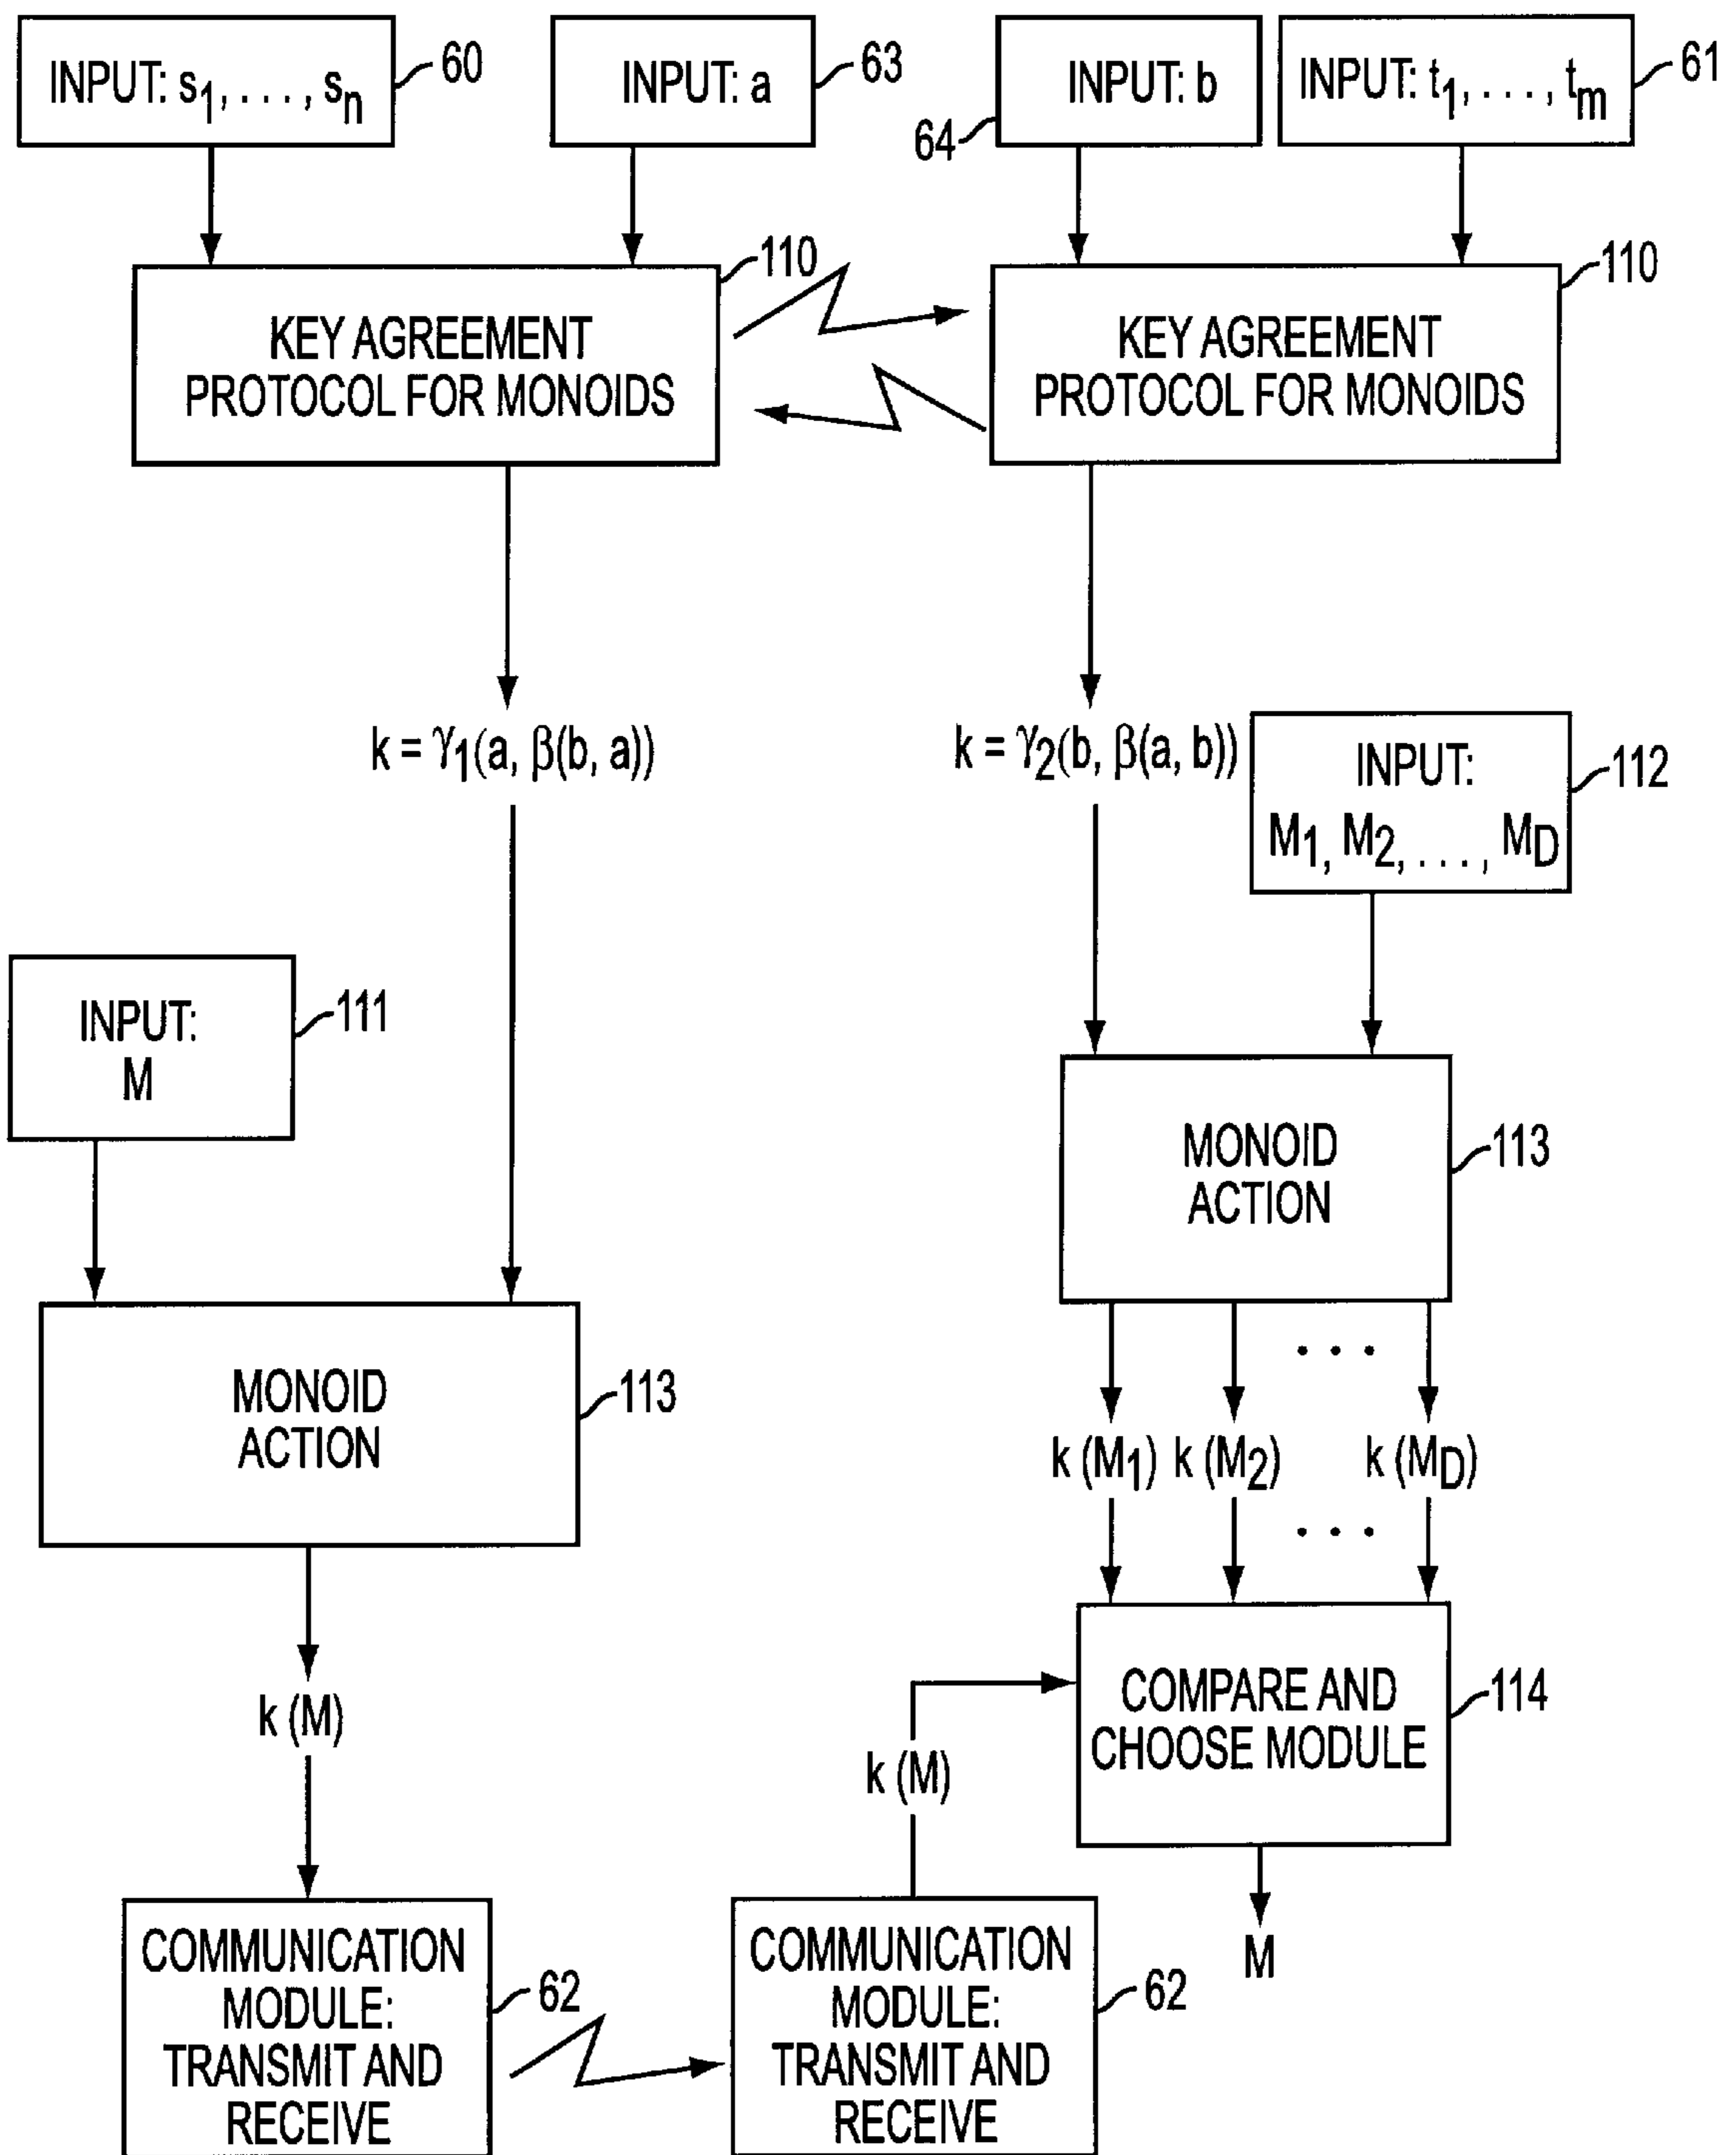 INPUT: s1, . . . , sn
60
INPUT: a
63
INPUT: b
64
INPUT: t1, . . . , tm
61
KEY AGREEMENT
PROTOCOL FOR MONOIDS
110
KEY AGREEMENT
PROTOCOL FOR MONOIDS
110
k = γ1(a, β(b, a))
k = γ2(b, β(a, b))
INPUT:
M1, M2, . . . , MD
112
INPUT:
M
111
MONOID
ACTION
113
MONOID
ACTION
113
. . .
k (M1) k (M2) k (MD)
. . .
k (M)
k (M)
COMPARE AND
CHOOSE MODULE
114
M
COMMUNICATION
MODULE:
TRANSMIT AND
RECEIVE
62
COMMUNICATION
MODULE:
TRANSMIT AND
RECEIVE
62